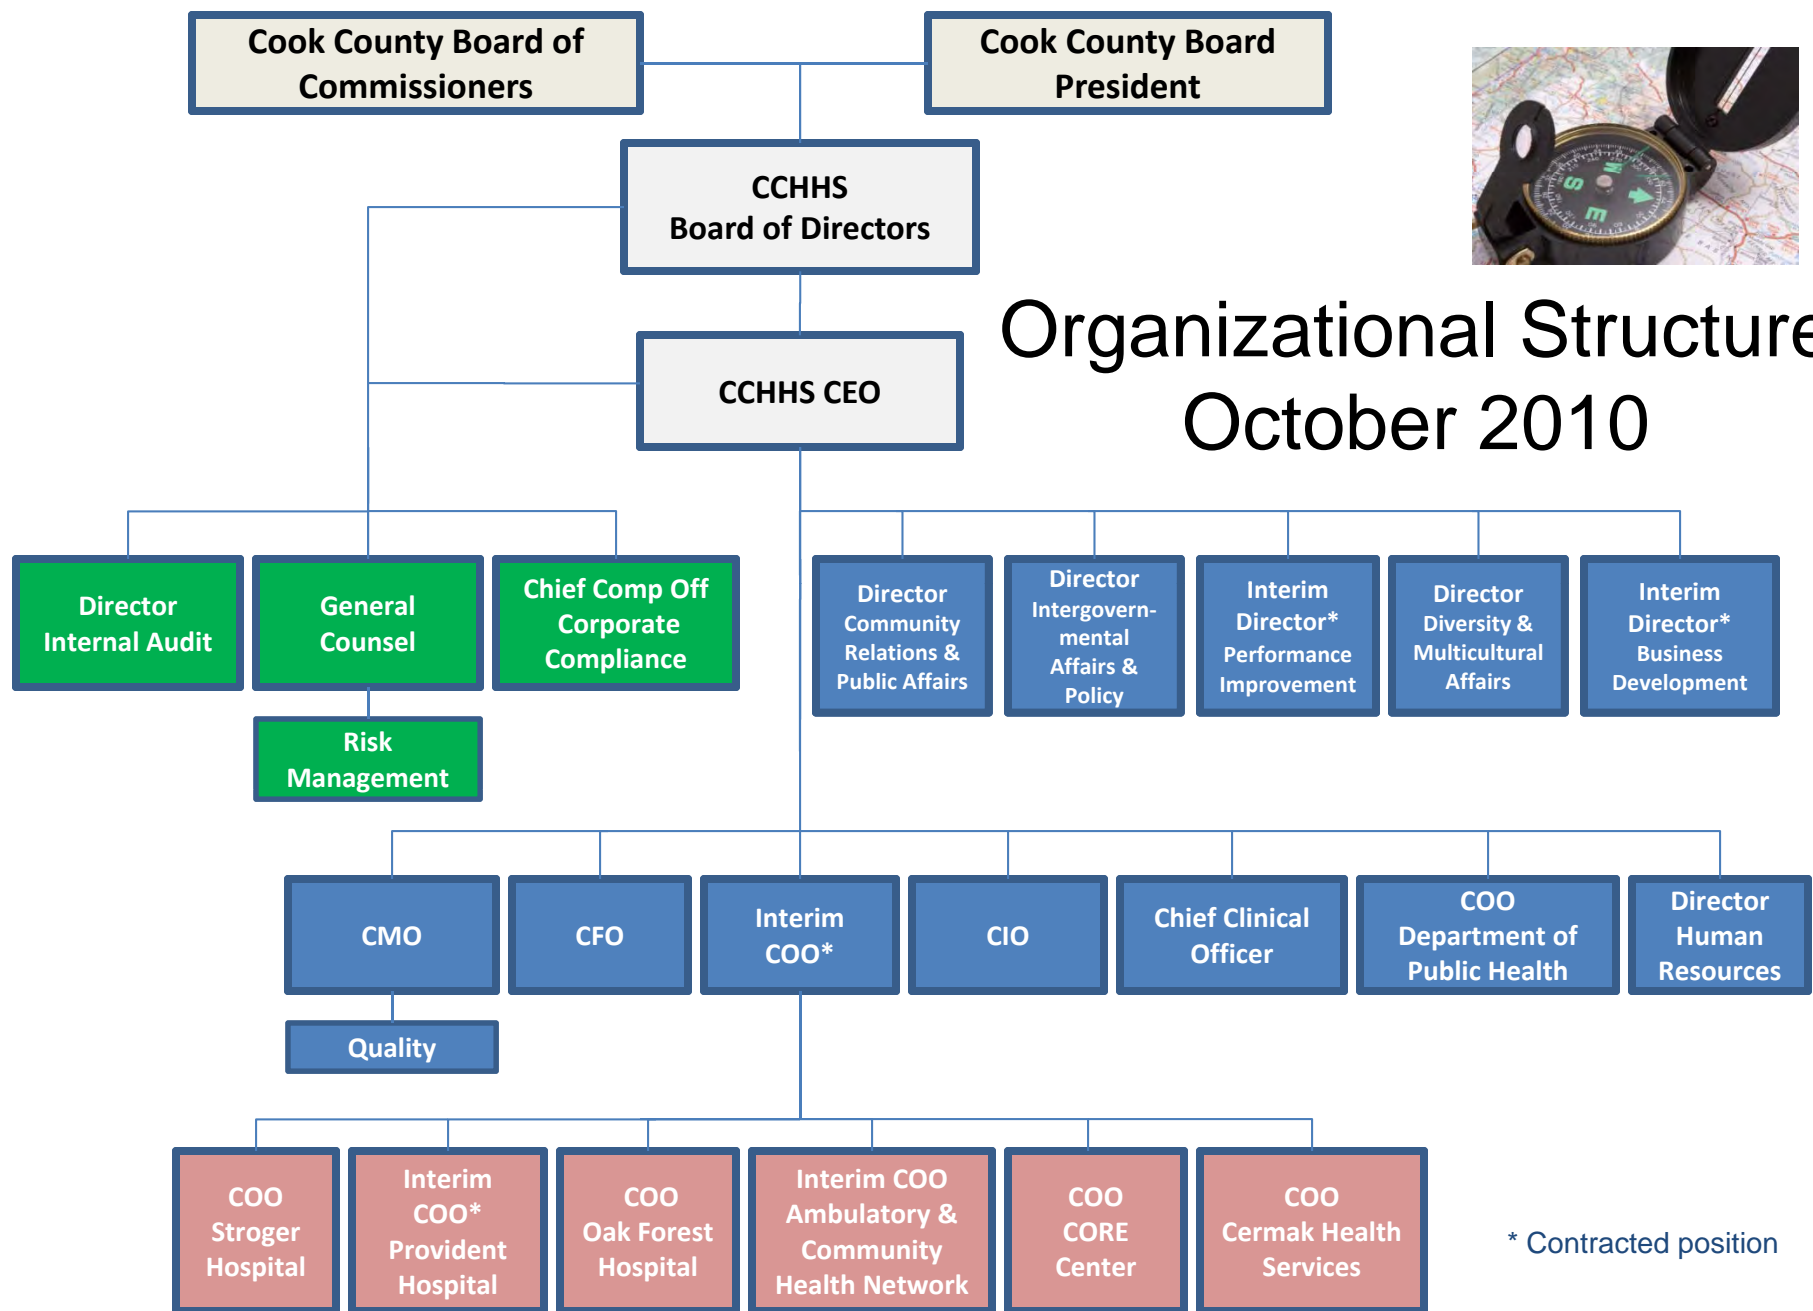 Cook County Board of
Commissioners
Cook County Board
President
CCHHS
Board of Directors
Organizational Structure
October 2010
CCHHS CEO
Director
Internal Audit
General
Counsel
Chief Comp Off
Corporate
Compliance
Director
Community
Relations &
Public Affairs
Director
Intergovern-
mental
Affairs &
Policy
Interim
Director*
Performance
Improvement
Director
Diversity &
Multicultural
Affairs
Interim
Director*
Business
Development
Risk
Management
CMO
CFO
Interim
COO*
CIO
Chief Clinical
Officer
COO
Department of
Public Health
Director
Human
Resources
Quality
COO
Stroger
Hospital
Interim
COO*
Provident
Hospital
COO
Oak Forest
Hospital
Interim COO
Ambulatory &
Community
Health Network
COO
CORE
Center
COO
Cermak Health
Services
* Contracted position
N
S
E